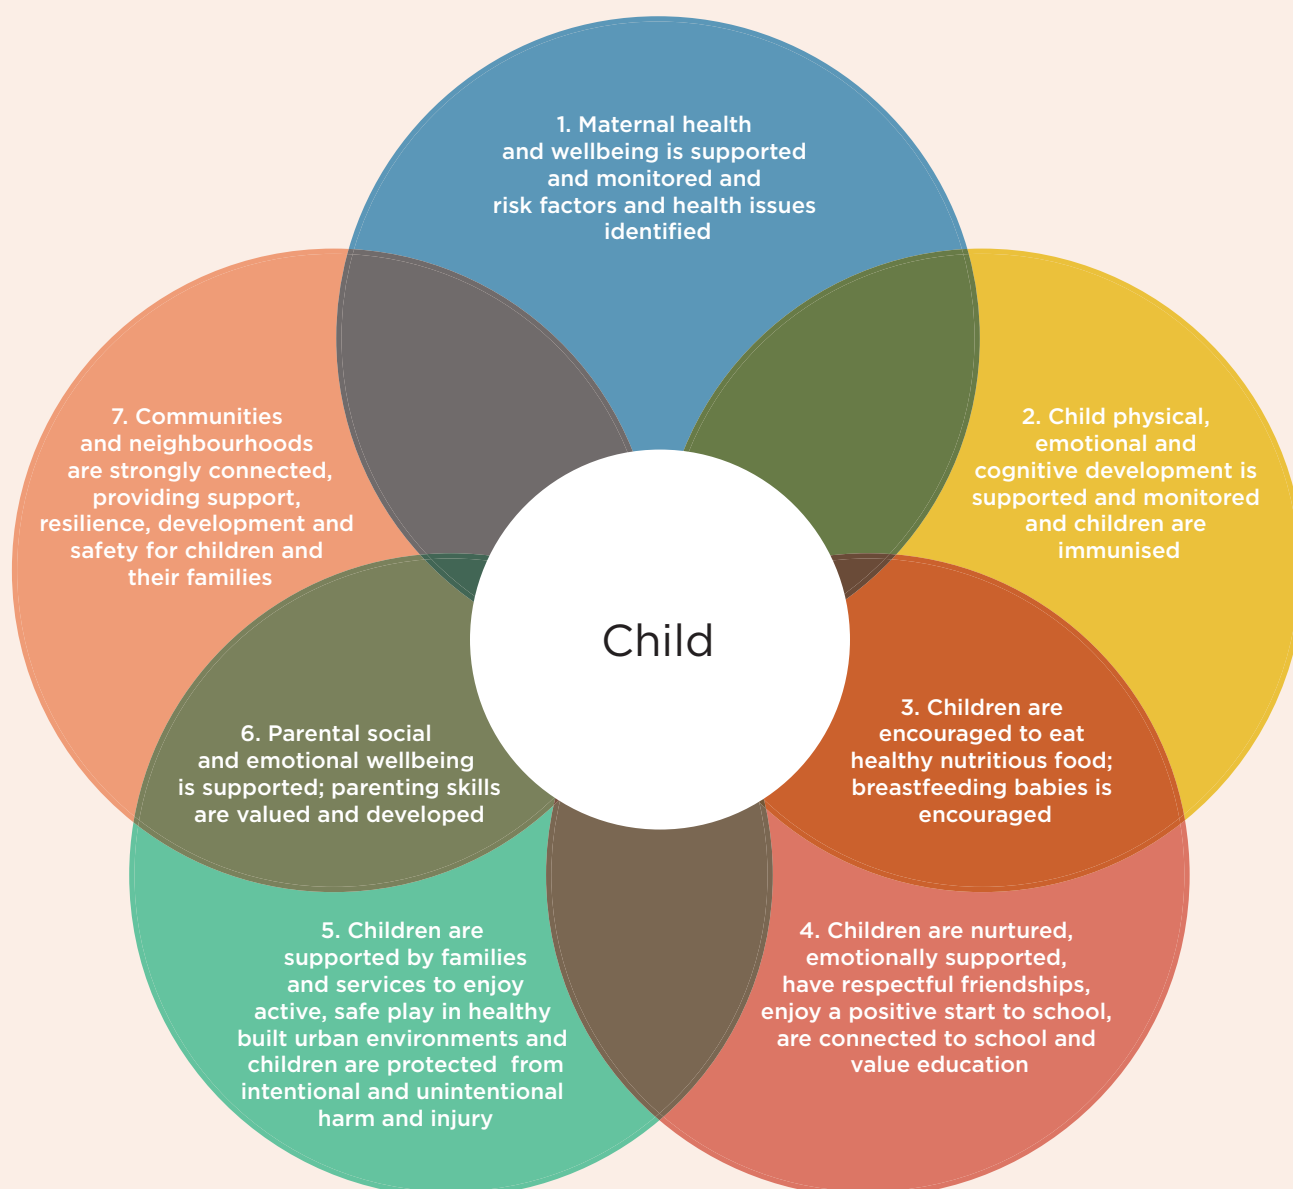 1. Maternal health
and wellbeing is supported
and monitored and
risk factors and health issues
identified
2. Child physical,
emotional and
cognitive development is
supported and monitored
and children are
immunised
3. Children are
encouraged to eat
healthy nutritious food;
breastfeeding babies is
encouraged
4. Children are nurtured,
emotionally supported,
have respectful friendships,
enjoy a positive start to school,
are connected to school and
value education
5. Children are
supported by families
and services to enjoy
active, safe play in healthy
built urban environments and
children are protected  from
intentional and unintentional
harm and injury
6. Parental social
and emotional wellbeing
is supported; parenting skills
are valued and developed
7. Communities
and neighbourhoods
are strongly connected,
providing support,
resilience, development and
safety for children and
their families
Child